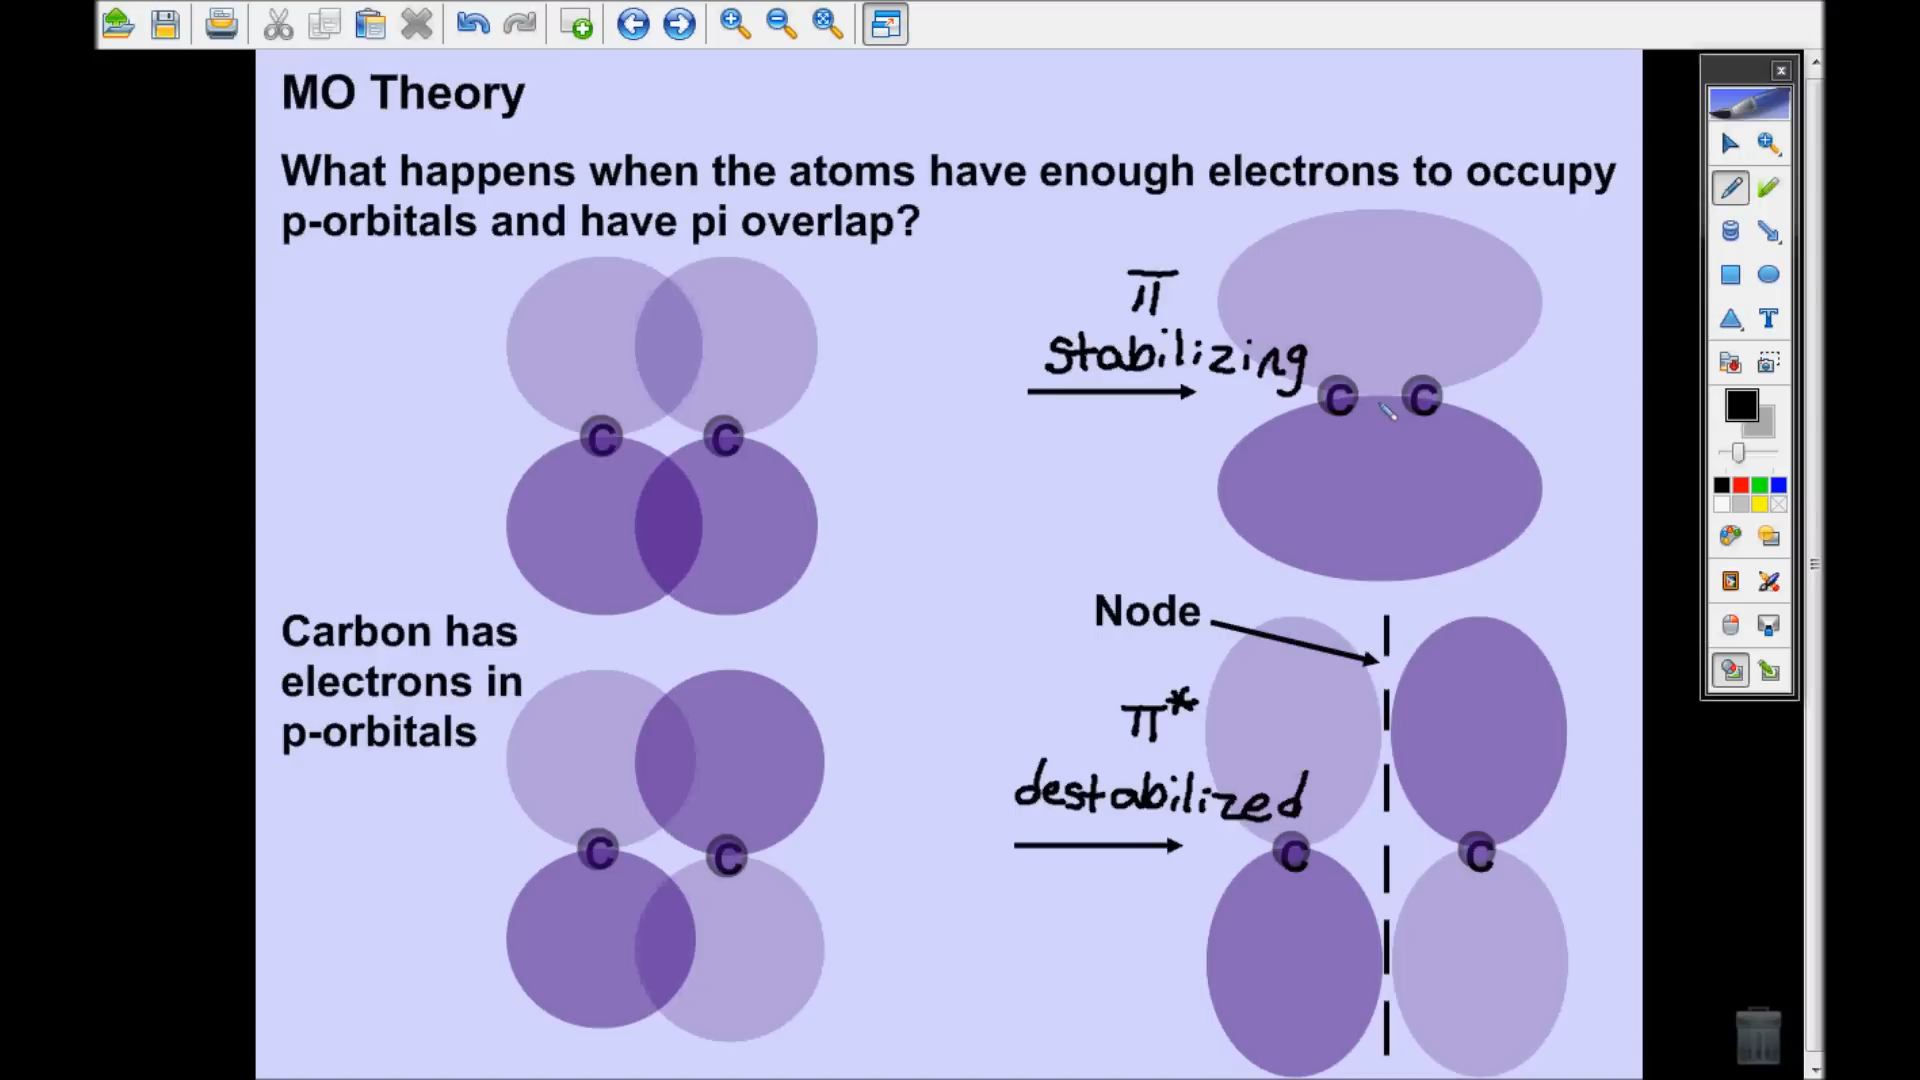 MO Theory
What happens when the atoms have enough electrons to occupy
p-orbitals and have pi overlap?
π
stabilizing
C C
C C
Node
Carbon has
electrons in
p-orbitals
π*
destabilized
C C
C C